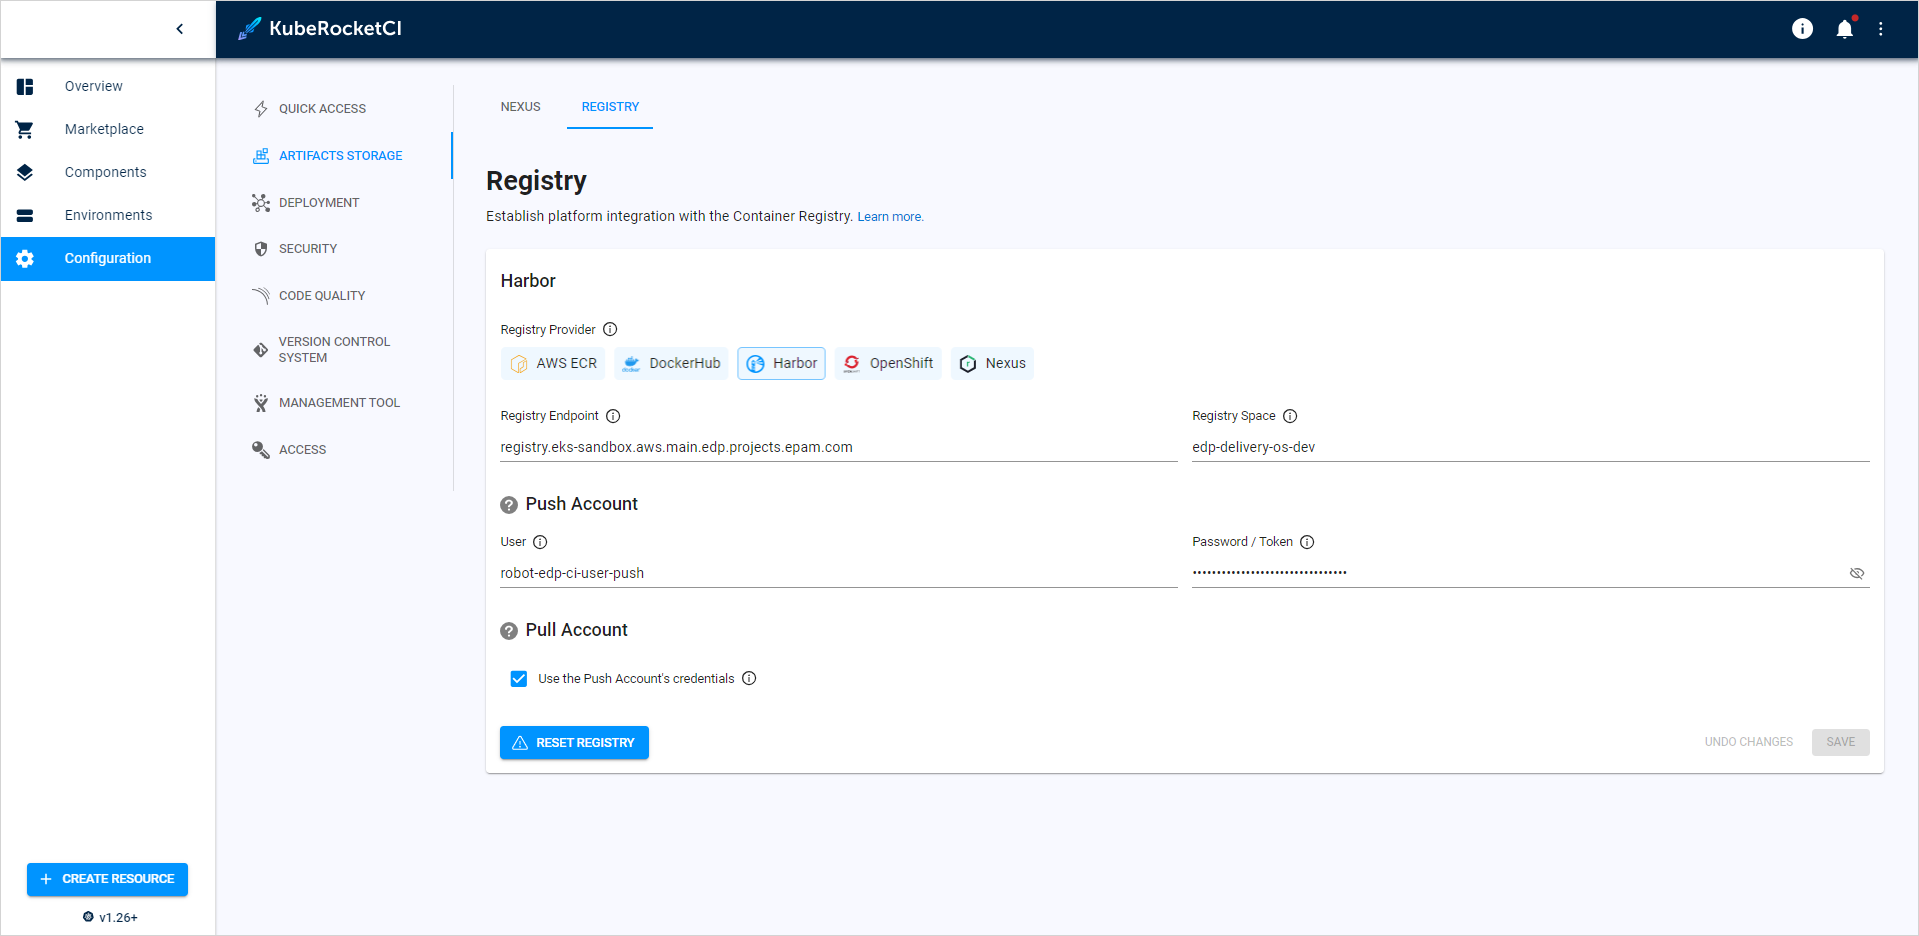 KubeRocketCI
Overview
Marketplace
Components
Environments
Configuration
CREATE RESOURCE
v1.26+
QUICK ACCESS
ARTIFACTS STORAGE
DEPLOYMENT
SECURITY
CODE QUALITY
VERSION CONTROL
SYSTEM
MANAGEMENT TOOL
ACCESS
NEXUS REGISTRY
Registry
Establish platform integration with the Container Registry. Learn more.
Harbor
Registry Provider
AWS ECR DockerHub Harbor OpenShift Nexus
Registry Endpoint Registry Space
registry.eks-sandbox.aws.main.edp.projects.epam.com edp-delivery-os-dev
Push Account
User Password / Token
robot-edp-ci-user-push ••••••••••••••••••••••••••••••••
Pull Account
Use the Push Account's credentials
RESET REGISTRY UNDO CHANGES SAVE